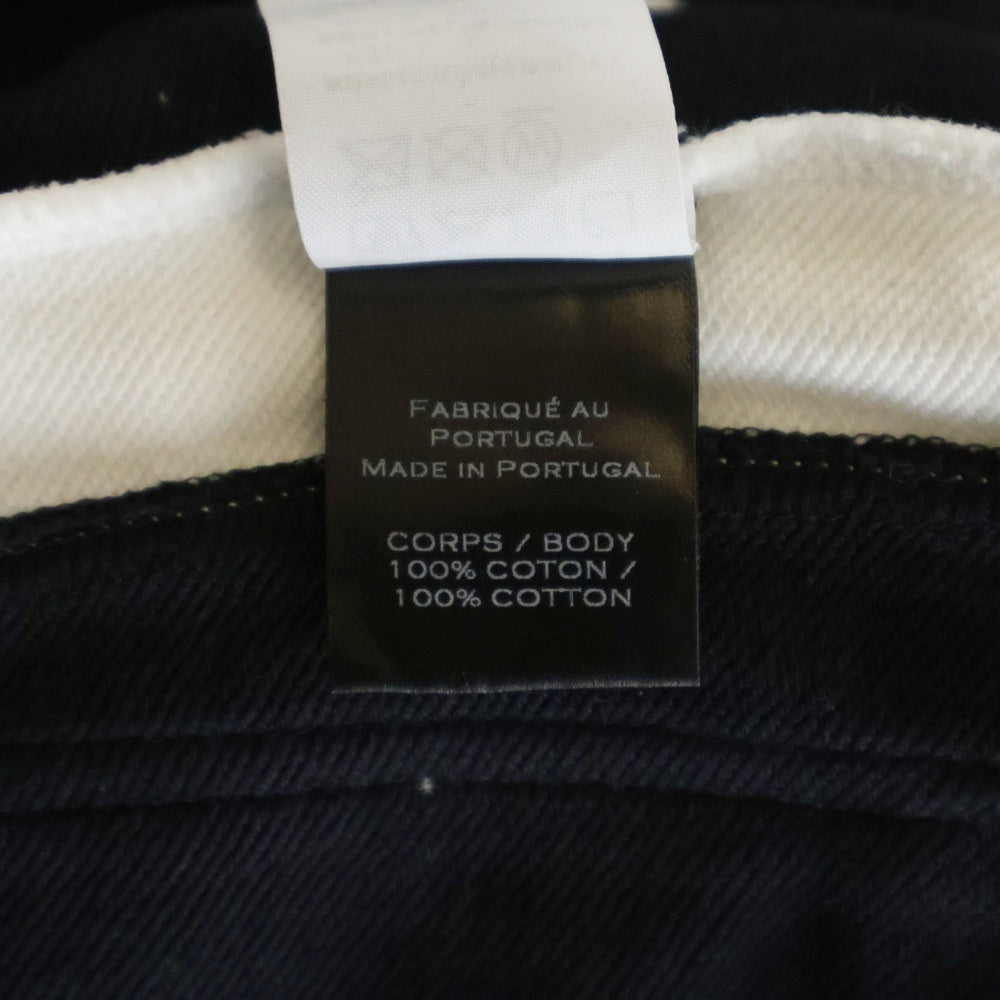 FABRIQUÉ AU
PORTUGAL
MADE IN PORTUGAL
CORPS / BODY
100% COTON /
100% COTTON